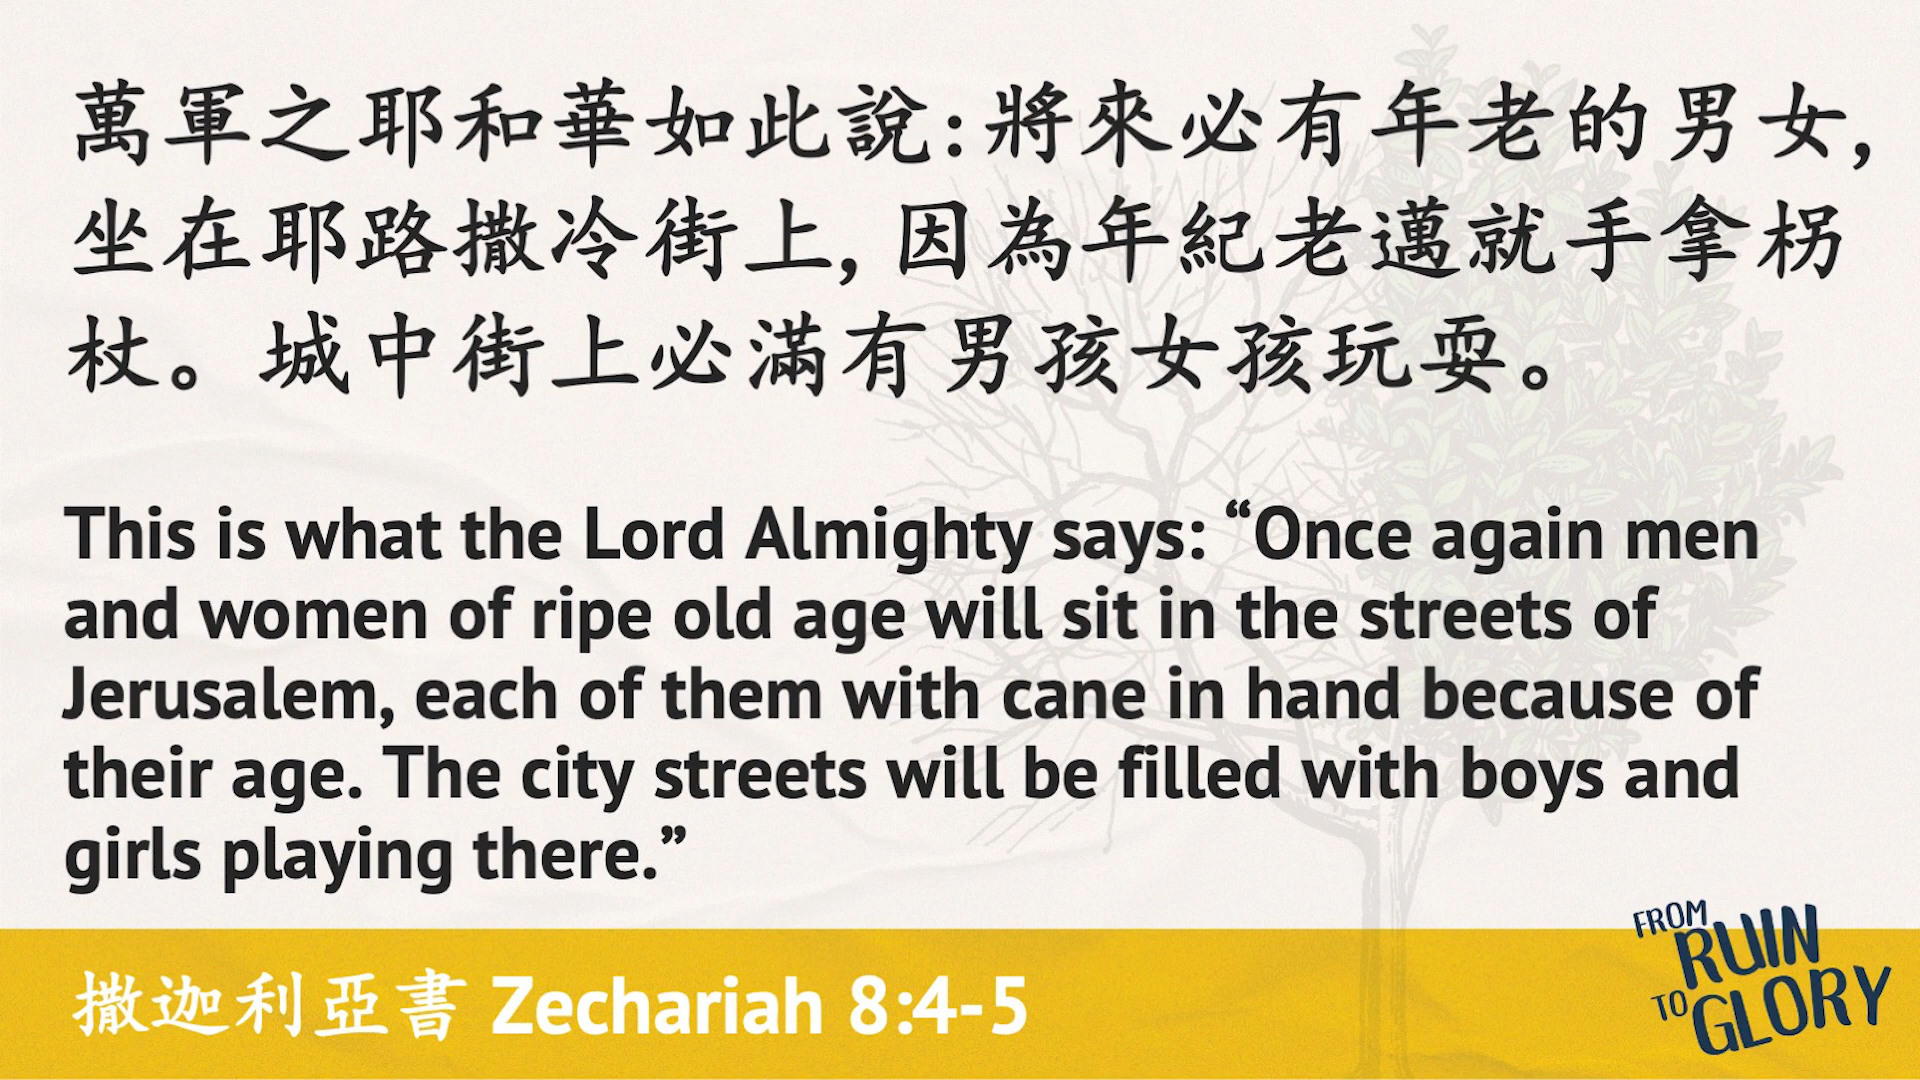 萬軍之耶和華如此說:將來必有年老的男女,
坐在耶路撒冷街上,因為年紀老邁就手拿拐
杖。城中街上必滿有男孩女孩玩耍。
This is what the Lord Almighty says: “Once again men
and women of ripe old age will sit in the streets of
Jerusalem, each of them with cane in hand because of
their age. The city streets will be filled with boys and
girls playing there.”
撒迦利亞書 Zechariah 8:4-5
FROM
RUIN
TO GLORY